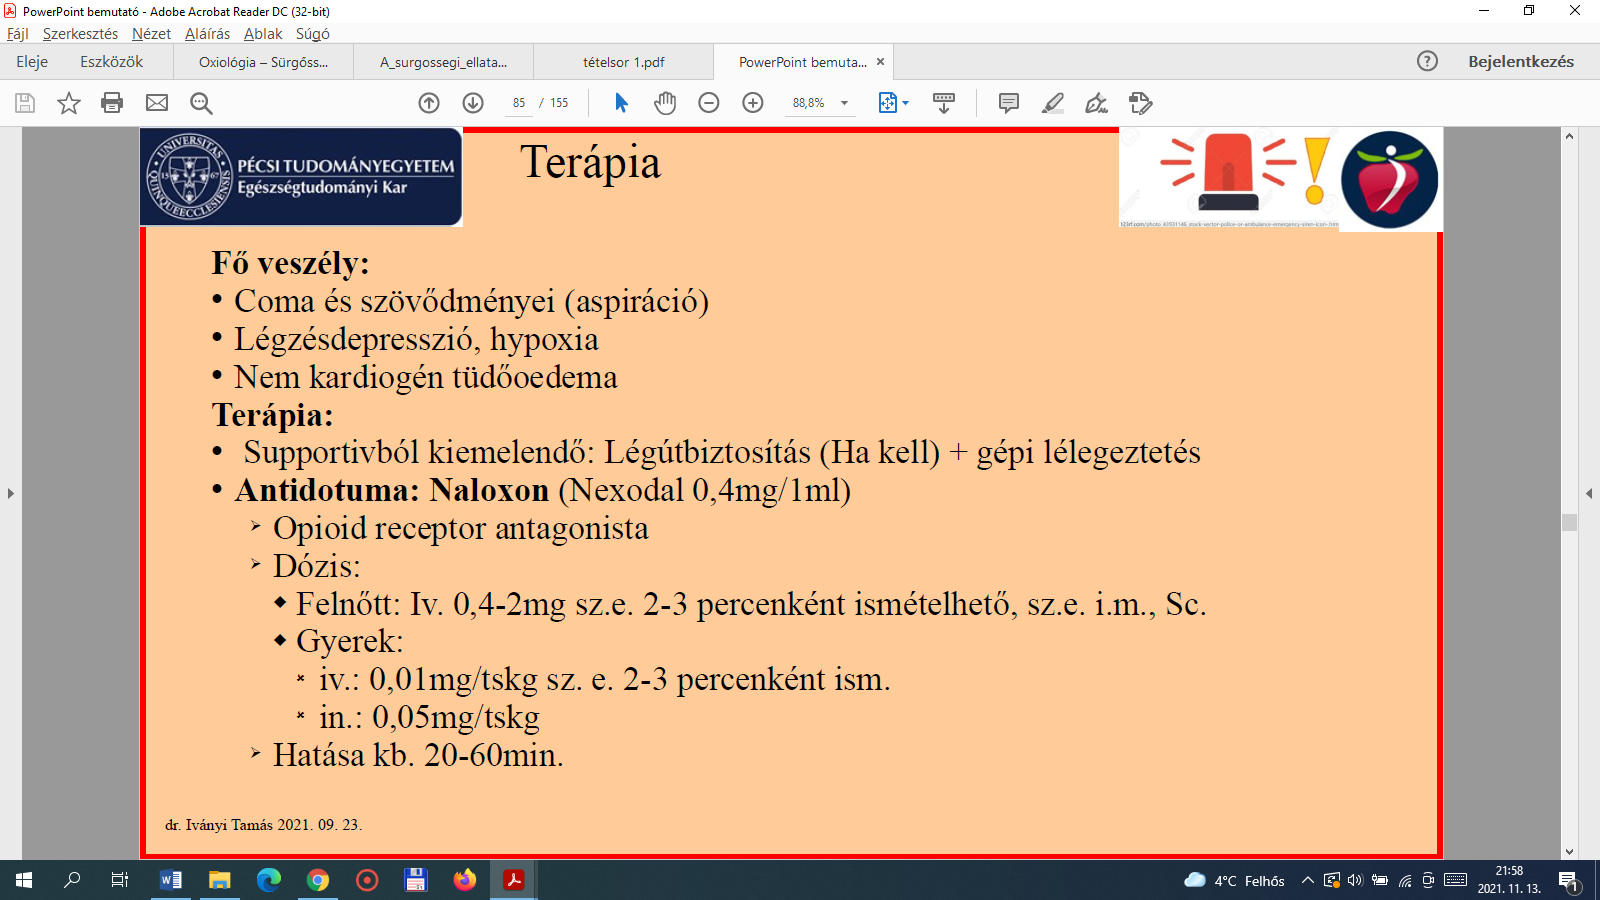 PowerPoint bemutató - Adobe Acrobat Reader DC (32-bit)
Fájl Szerkesztés Nézet Aláírás Ablak Súgó
Eleje Eszközök Oxiológia – Sürgőss... A_surgossegi_ellata... tételsor 1.pdf PowerPoint bemuta... Bejelentkezés
85 / 155 88,8%
UNIVERSITAS QUINQUEECCLESIENSIS
13 67
PÉCSI TUDOMÁNYEGYETEM
Egészségtudományi Kar
Terápia
Fő veszély:
• Coma és szövődményei (aspiráció)
• Légzésdepresszió, hypoxia
• Nem kardiogén tüdőoedema
Terápia:
• Supportivból kiemelendő: Légútbiztosítás (Ha kell) + gépi lélegeztetés
• Antidotuma: Naloxon (Nexodal 0,4mg/1ml)
➢ Opioid receptor antagonista
➢ Dózis:
◆ Felnőtt: Iv. 0,4-2mg sz.e. 2-3 percenként ismételhető, sz.e. i.m., Sc.
◆ Gyerek:
iv.: 0,01mg/tskg sz. e. 2-3 percenként ism.
in.: 0,05mg/tskg
➢ Hatása kb. 20-60min.
dr. Iványi Tamás 2021. 09. 23.
4°C Felhős
21:58
2021. 11. 13.
1